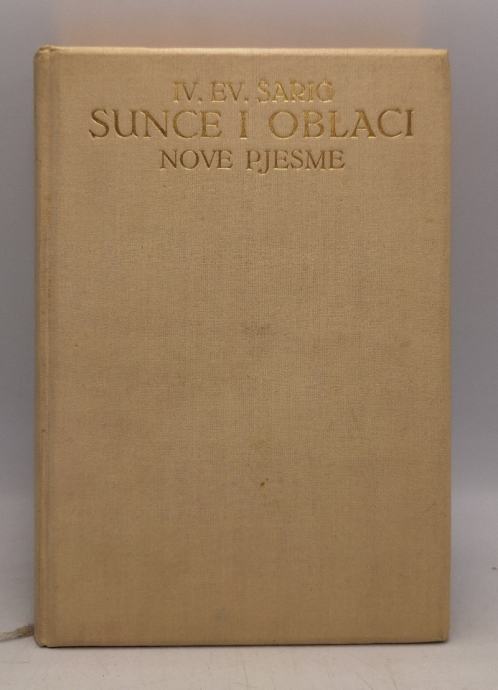 IV. EV. ŠARIĆ
SUNCE I OBLACI
NOVE PJESME